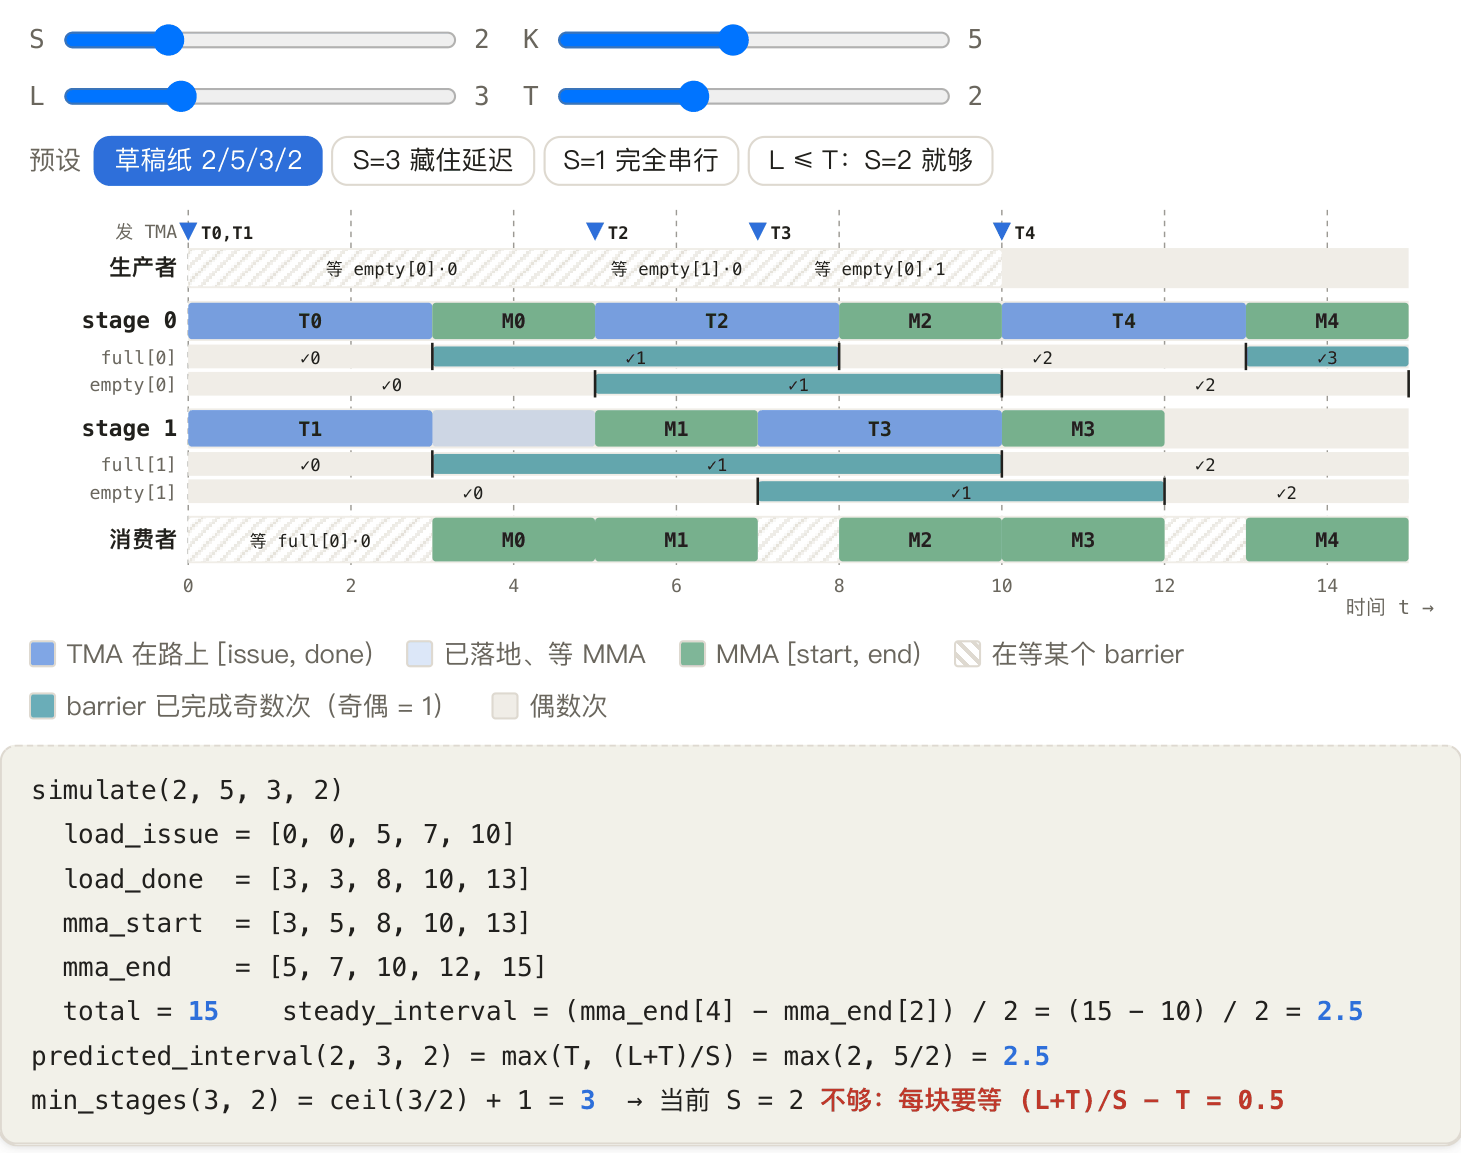 S 2 K 5
L 3 T 2
预设 草稿纸 2/5/3/2 S=3 藏住延迟 S=1 完全串行 L ≤ T: S=2 就够
发 TMA T0,T1 T2 T3 T4
生产者 等 empty[0]·0 等 empty[1]·0 等 empty[0]·1
stage 0 T0 M0 T2 M2 T4 M4
full[0] ✓0 ✓1 ✓2 ✓3
empty[0] ✓0 ✓1 ✓2
stage 1 T1 M1 T3 M3
full[1] ✓0 ✓1 ✓2
empty[1] ✓0 ✓1 ✓2
消费者 等 full[0]·0 M0 M1 M2 M3 M4
0 2 4 6 8 10 12 14
时间 t →
TMA 在路上 [issue, done) 已落地、等 MMA MMA [start, end) 在等某个 barrier
barrier 已完成奇数次（奇偶 = 1） 偶数次
simulate(2, 5, 3, 2)
load_issue = [0, 0, 5, 7, 10]
load_done = [3, 3, 8, 10, 13]
mma_start = [3, 5, 8, 10, 13]
mma_end = [5, 7, 10, 12, 15]
total = 15 steady_interval = (mma_end[4] − mma_end[2]) / 2 = (15 − 10) / 2 = 2.5
predicted_interval(2, 3, 2) = max(T, (L+T)/S) = max(2, 5/2) = 2.5
min_stages(3, 2) = ceil(3/2) + 1 = 3 → 当前 S = 2 不够：每块要等 (L+T)/S − T = 0.5